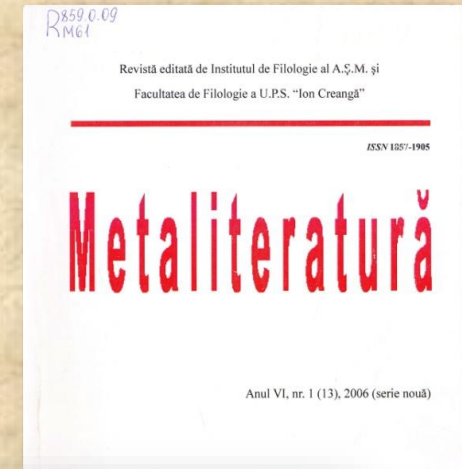 R859.0.09
M61
Revistă editată de Institutul de Filologie al A.Ş.M. şi
Facultatea de Filologie a U.P.S. “Ion Creangă”
ISSN 1857-1905
Metaliteratură
Anul VI, nr. 1 (13), 2006 (serie nouă)